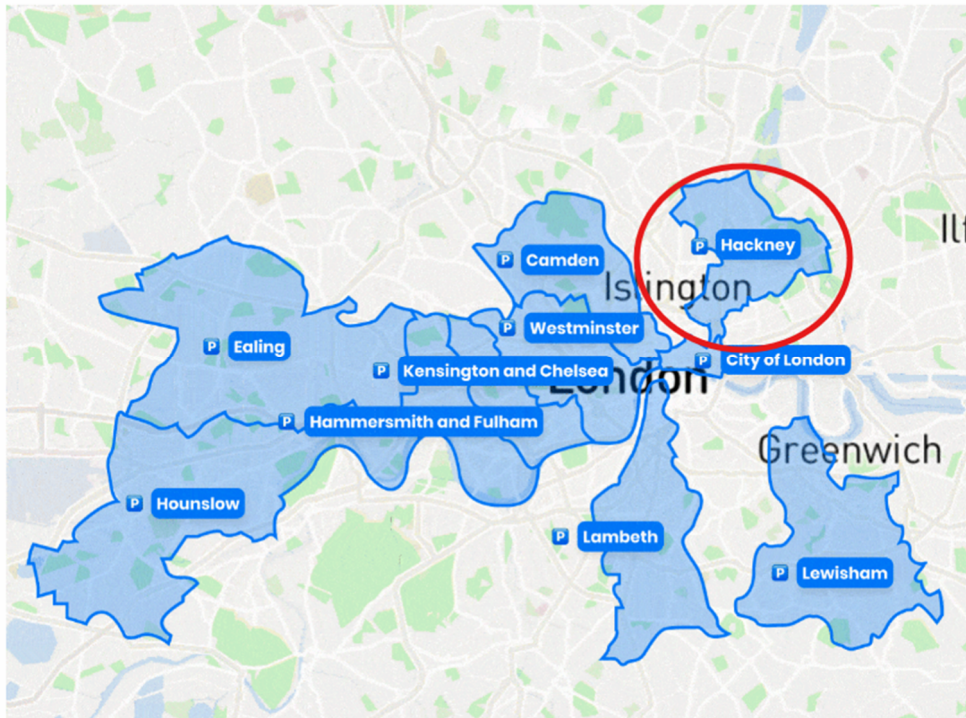 Ilf
Hackney
Camden
Islington
Westminster
Ealing
City of London
Kensington and Chelsea
London
Hammersmith and Fulham
Greenwich
Hounslow
Lambeth
Lewisham
P
P
P
P
P
P
P
P
P
P